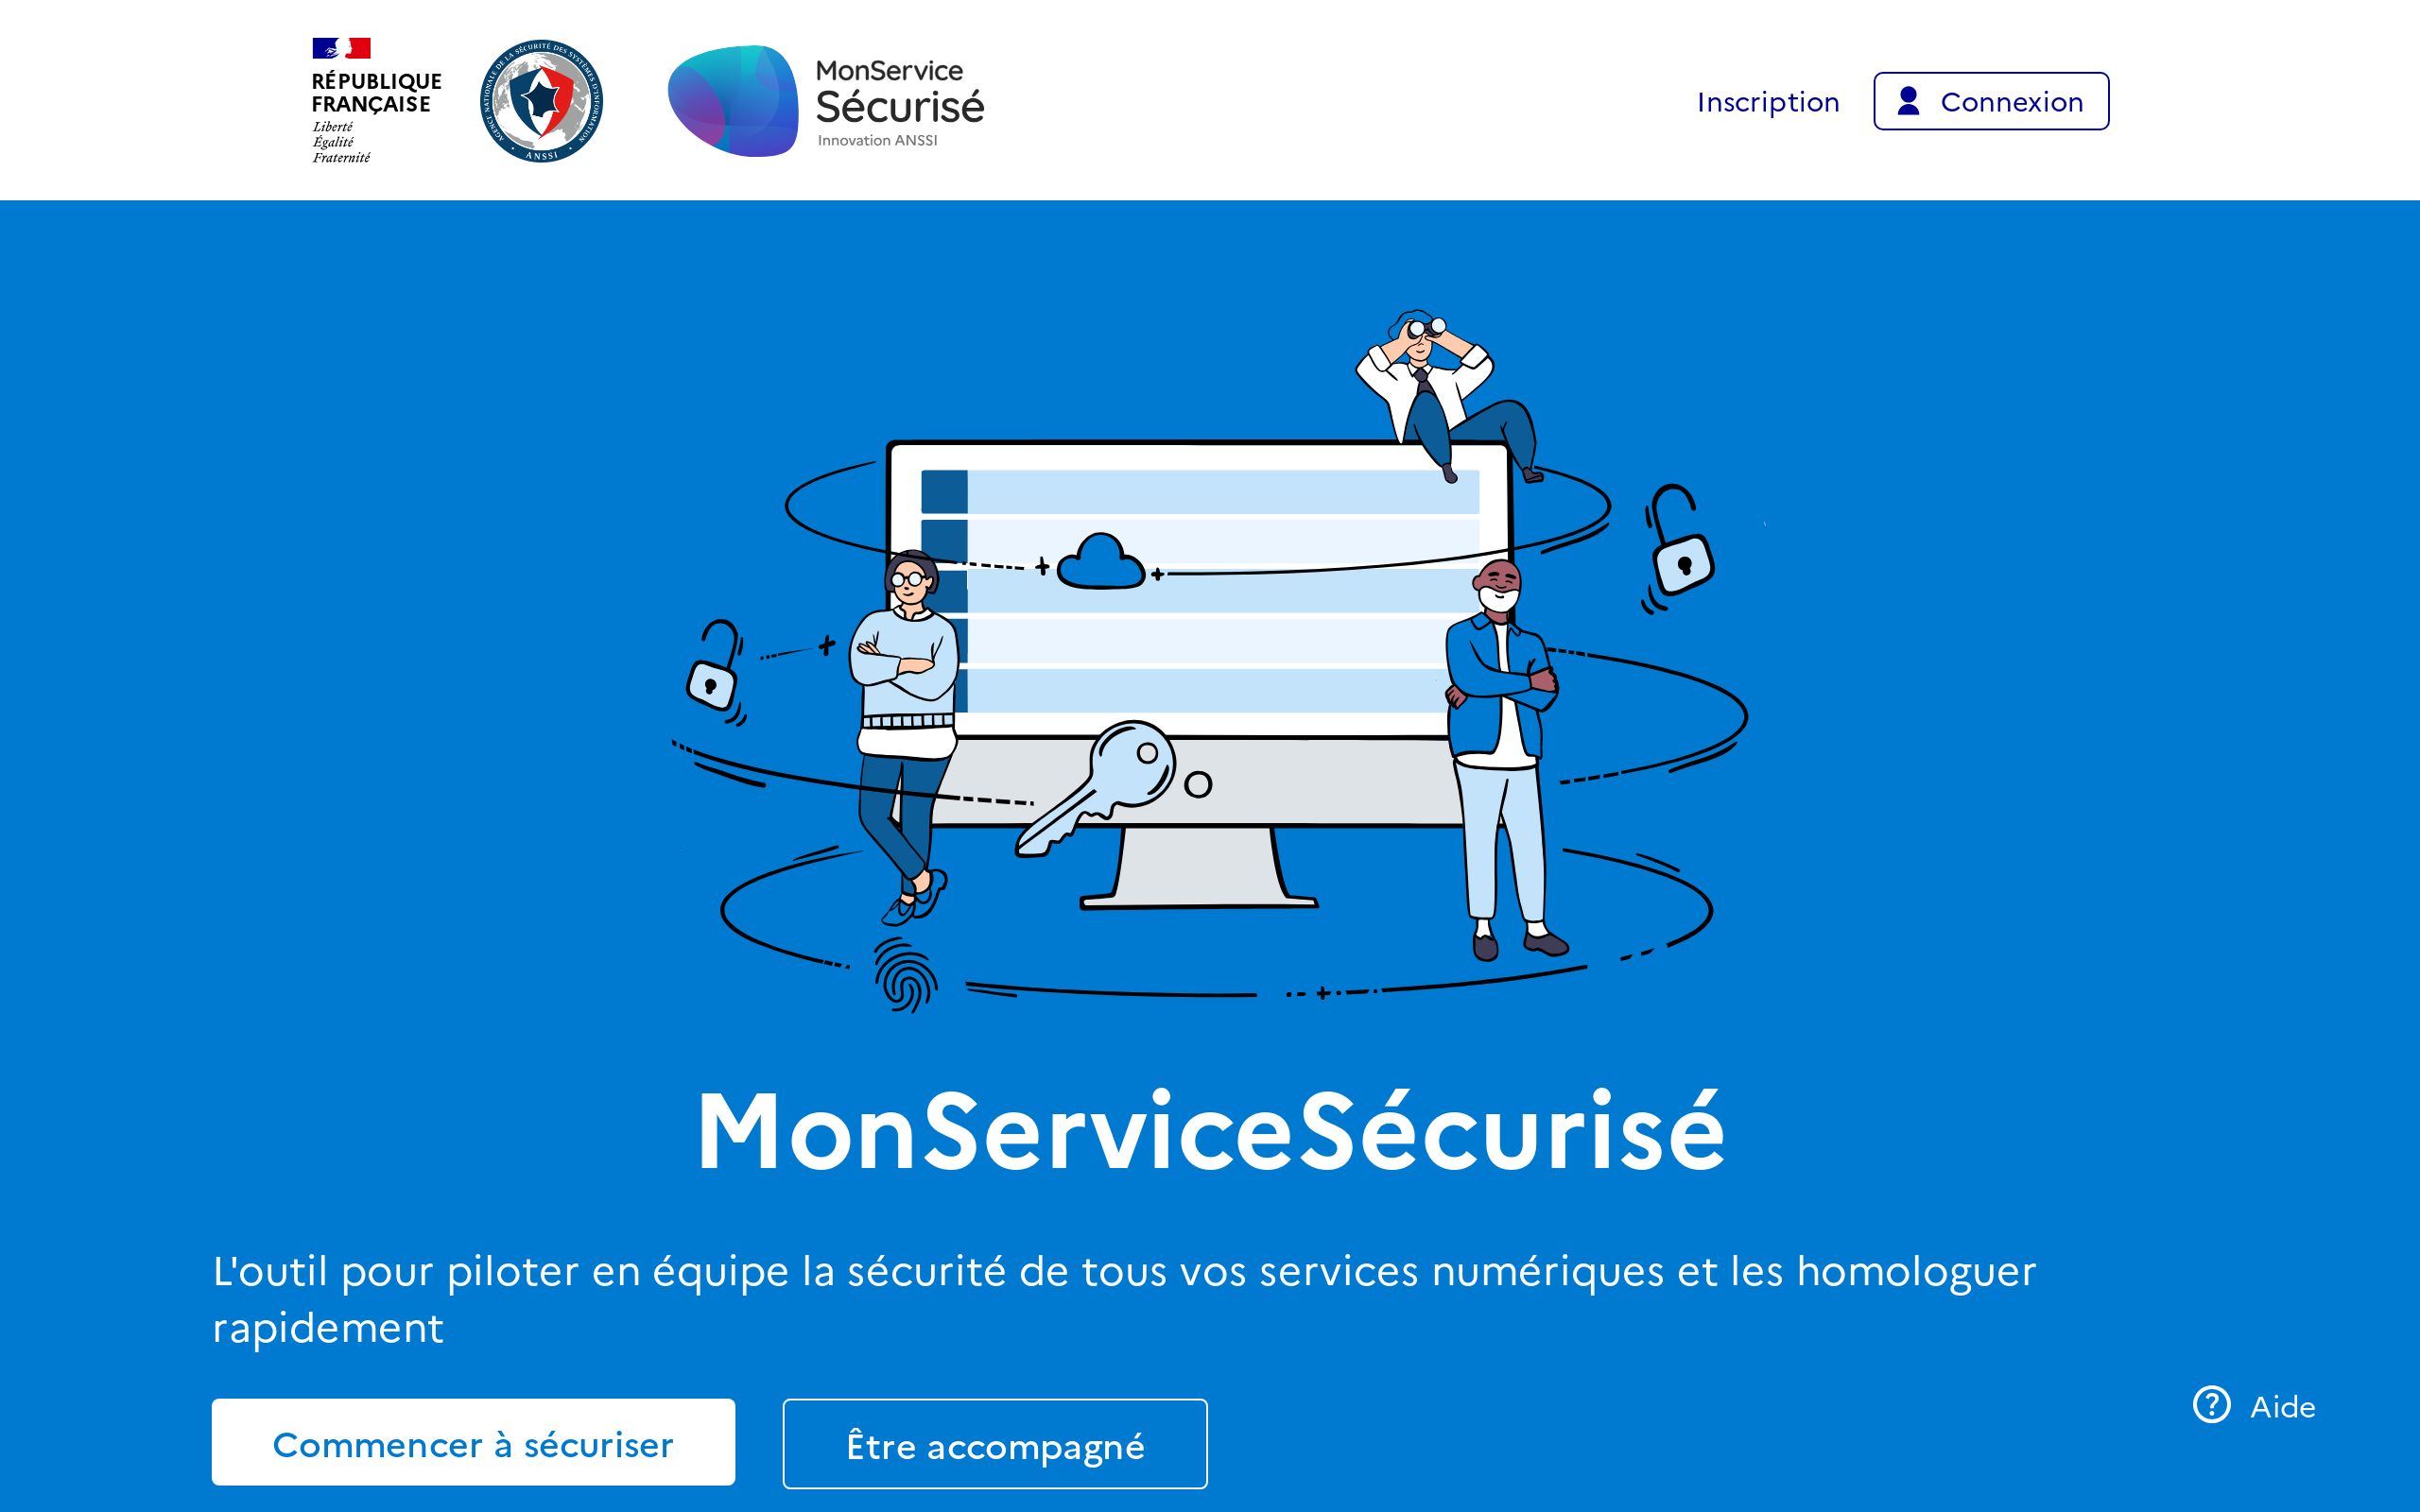 RÉPUBLIQUE
FRANÇAISE
Liberté
Égalité
Fraternité
AGENCE NATIONALE DE LA SÉCURITÉ DES SYSTÈMES D'INFORMATION
ANSSI
MonService
Sécurisé
Innovation ANSSI
Inscription
Connexion
MonServiceSécurisé
L'outil pour piloter en équipe la sécurité de tous vos services numériques et les homologuer
rapidement
Commencer à sécuriser
Être accompagné
Aide